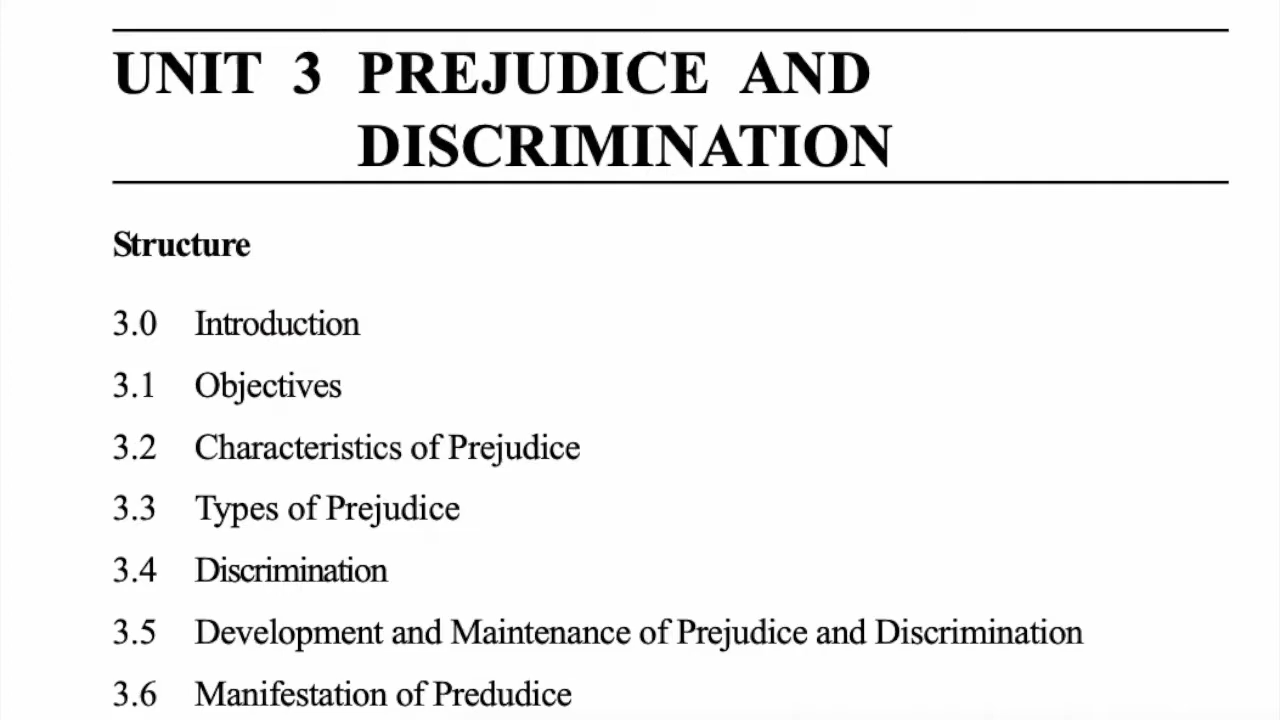 UNIT 3 PREJUDICE AND
DISCRIMINATION
Structure
3.0 Introduction
3.1 Objectives
3.2 Characteristics of Prejudice
3.3 Types of Prejudice
3.4 Discrimination
3.5 Development and Maintenance of Prejudice and Discrimination
3.6 Manifestation of Predudice